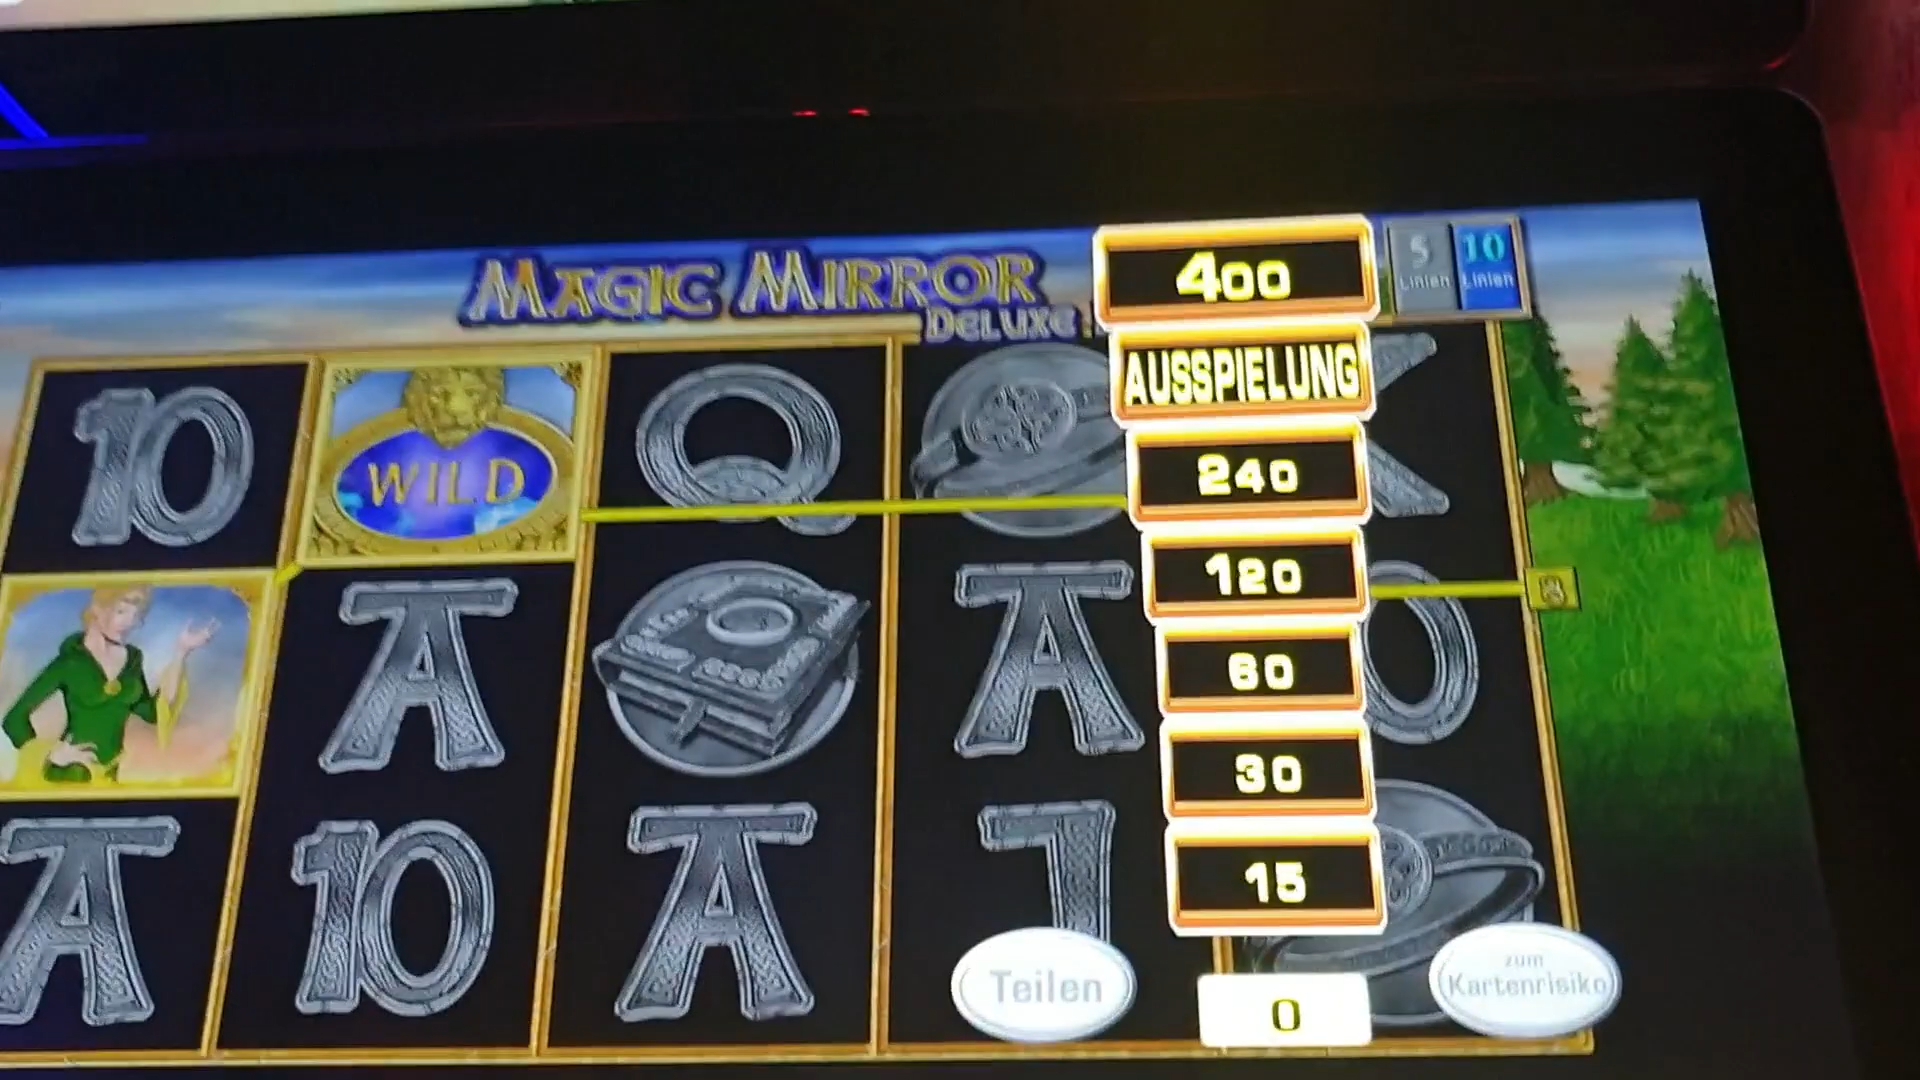 MAGIC MIRROR
DELUXE
5
Linien
10
Linien
400
AUSSPIELUNG
240
120
60
30
15
0
10
WILD
Q
K
A
A
A
10
A
J
Teilen
zum
Kartenrisiko